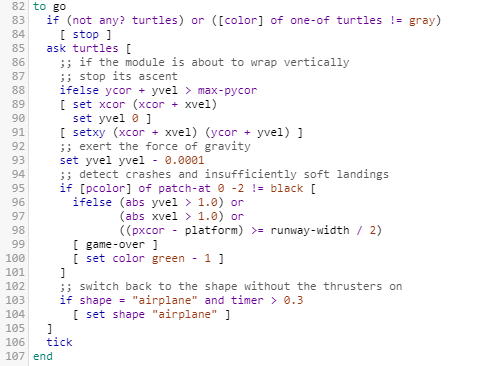 82 to go
83 if (not any? turtles) or ([color] of one-of turtles != gray)
84 [ stop ]
85 ask turtles [
86 ;; if the module is about to wrap vertically
87 ;; stop its ascent
88 ifelse ycor + yvel > max-pycor
89 [ set xcor (xcor + xvel)
90 set yvel 0 ]
91 [ setxy (xcor + xvel) (ycor + yvel) ]
92 ;; exert the force of gravity
93 set yvel yvel - 0.0001
94 ;; detect crashes and insufficiently soft landings
95 if [pcolor] of patch-at 0 -2 != black [
96 ifelse (abs yvel > 1.0) or
97 (abs xvel > 1.0) or
98 ((pxcor - platform) >= runway-width / 2)
99 [ game-over ]
100 [ set color green - 1 ]
101 ]
102 ;; switch back to the shape without the thrusters on
103 if shape = "airplane" and timer > 0.3
104 [ set shape "airplane" ]
105 ]
106 tick
107 end